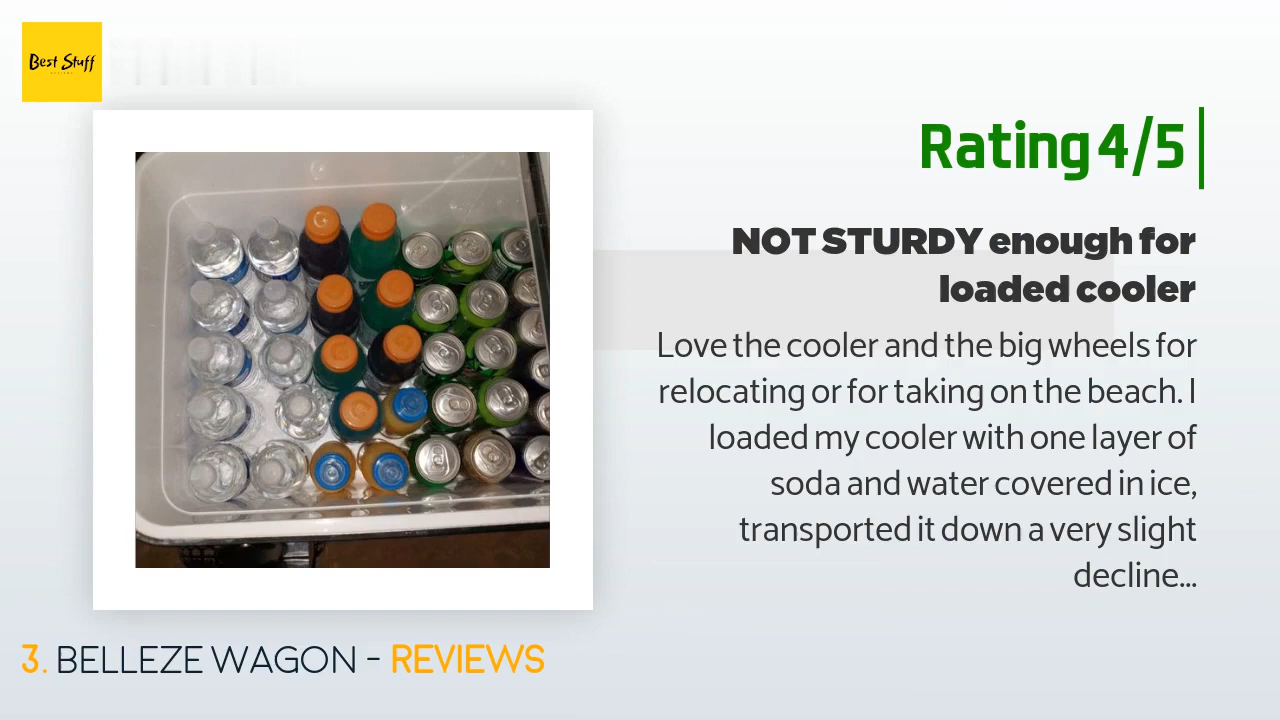 Best Stuff
Rating 4/5
NOT STURDY enough for
loaded cooler
Love the cooler and the big wheels for
relocating or for taking on the beach. I
loaded my cooler with one layer of
soda and water covered in ice,
transported it down a very slight
decline...
3. BELLEZE WAGON - REVIEWS